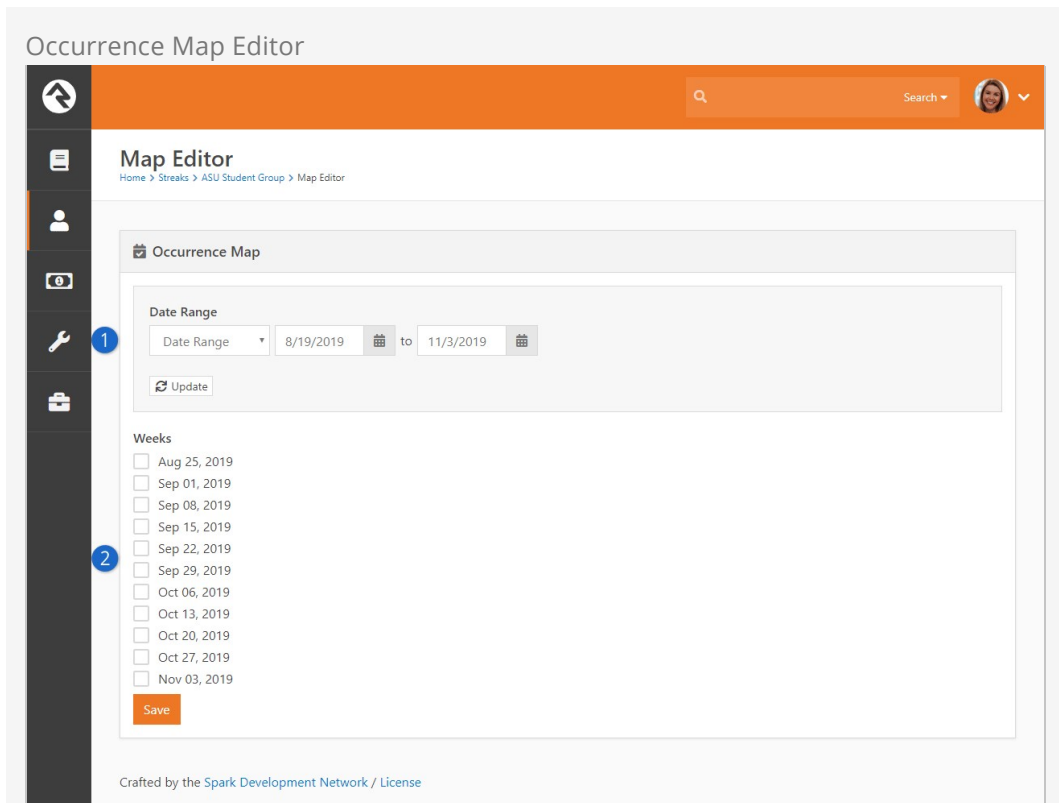 Occurrence Map Editor
Search
Map Editor
Home > Streaks > ASU Student Group > Map Editor
Occurrence Map
Date Range
1
Date Range 8/19/2019 to 11/3/2019
Update
Weeks
Aug 25, 2019
Sep 01, 2019
Sep 08, 2019
Sep 15, 2019
Sep 22, 2019
2
Sep 29, 2019
Oct 06, 2019
Oct 13, 2019
Oct 20, 2019
Oct 27, 2019
Nov 03, 2019
Save
Crafted by the Spark Development Network / License